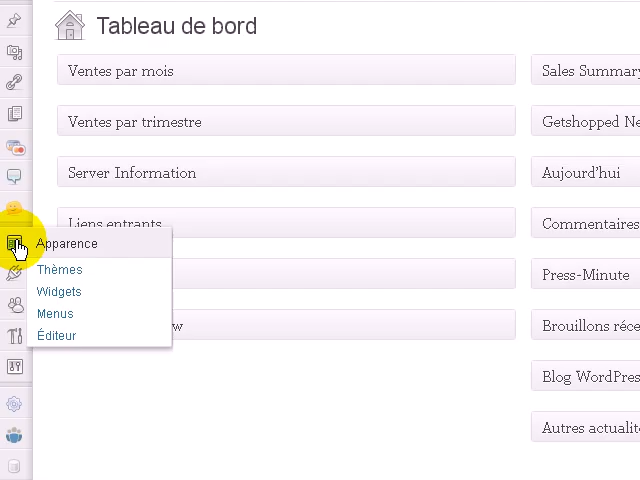 Tableau de bord
Ventes par mois
Ventes par trimestre
Server Information
Liens entrants
Apparence
Thèmes
Widgets
Menus
Éditeur
Sales Summary
Getshopped Ne
Aujourd'hui
Commentaires
Press-Minute
Brouillons réce
Blog WordPres
Autres actualité